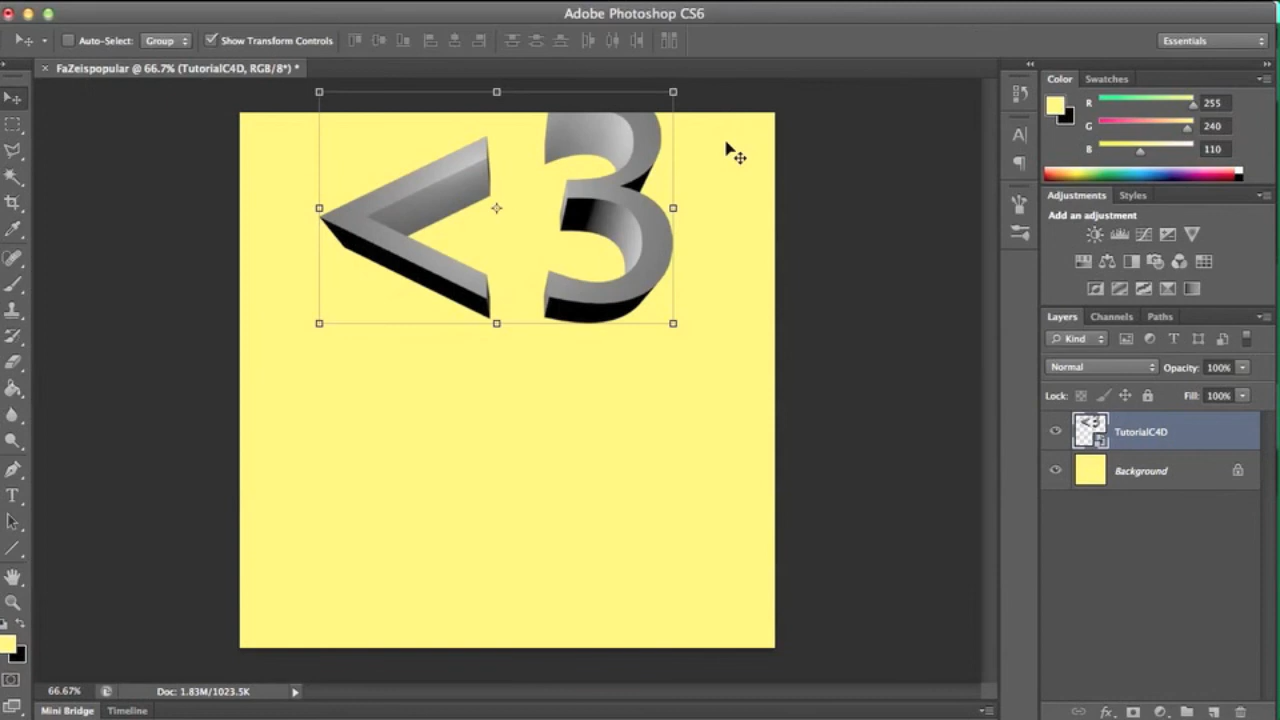 Adobe Photoshop CS6
Auto-Select: Group Show Transform Controls Essentials
FaZeispopular @ 66.7% (TutorialC4D, RGB/8*) *
<3
Color Swatches
R 255
G 240
B 110
Adjustments Styles
Add an adjustment
Layers Channels Paths
Kind
Normal Opacity: 100%
Lock: Fill: 100%
TutorialC4D
Background
66.67% Doc: 1.83M/1023.5K
Mini Bridge Timeline